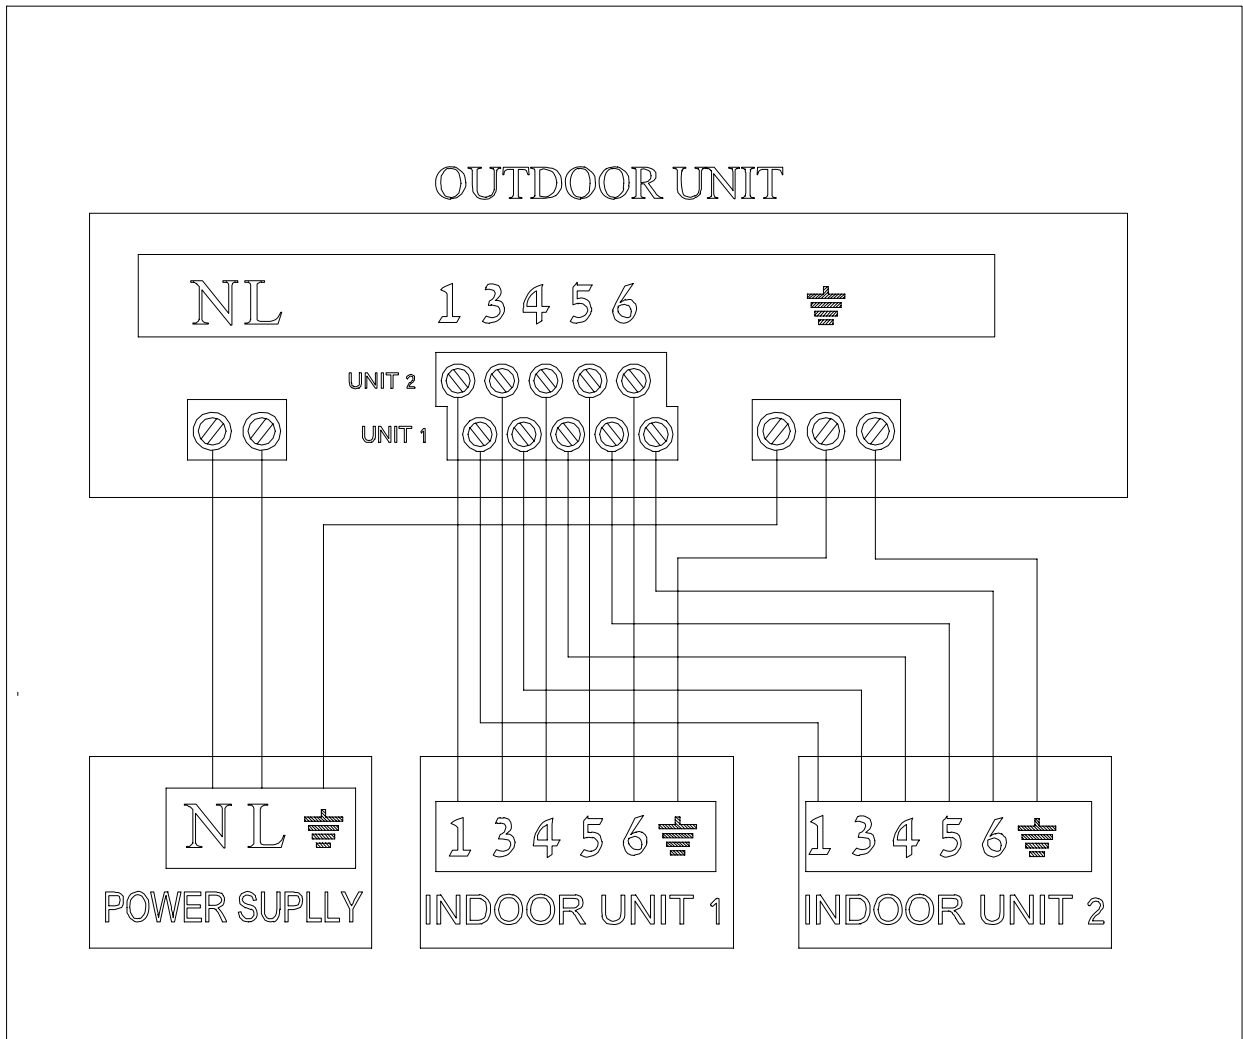 OUTDOOR UNIT
NL 1 3 4 5 6
UNIT 2
UNIT 1
N L
1 3 4 5 6
1 3 4 5 6
POWER SUPLLY
INDOOR UNIT 1
INDOOR UNIT 2